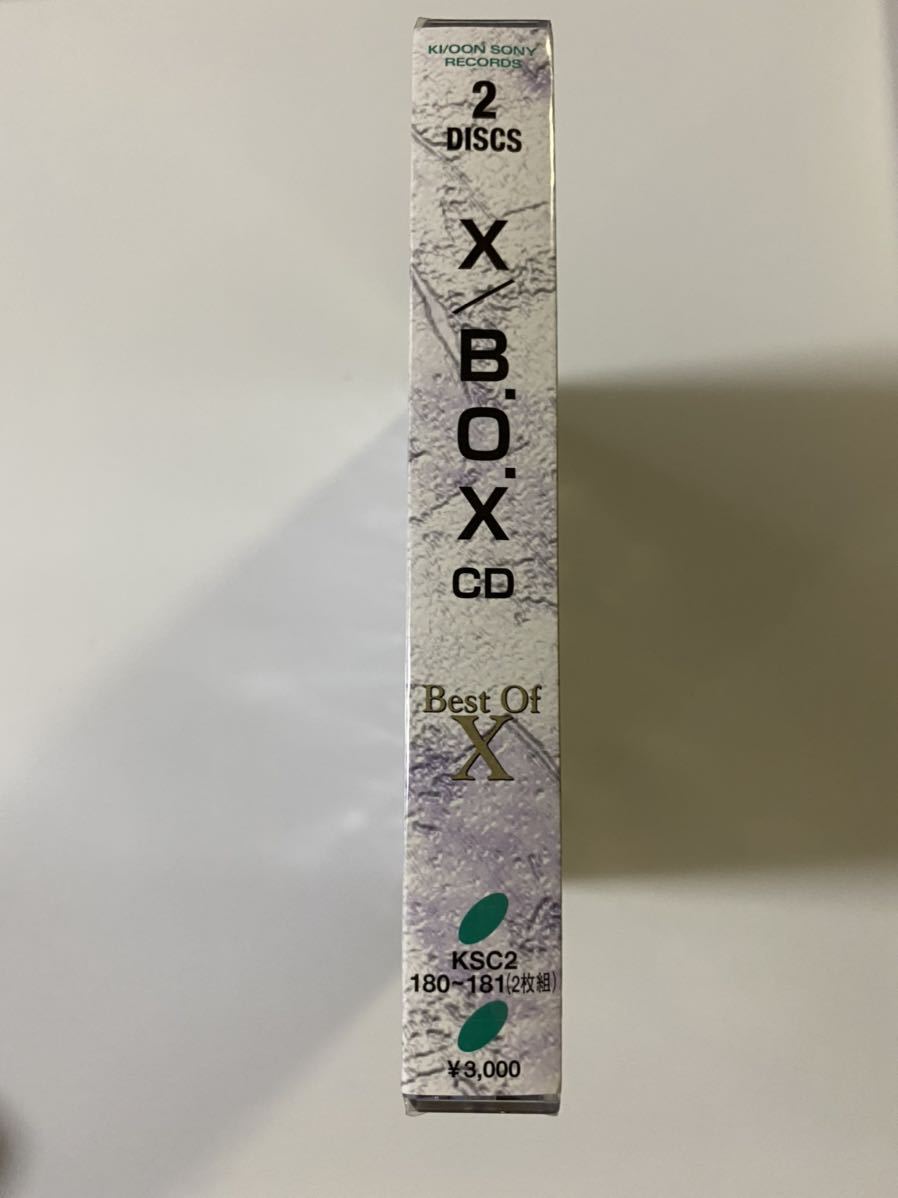 KI/OON SONY
RECORDS
2
DISCS
X/B.O.X
CD
Best Of
X
KSC2
180~181(2枚組)
¥3,000